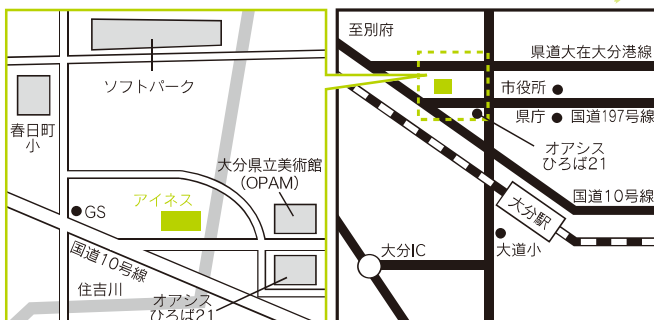 ソフトパーク
春日町
小
大分県立美術館
(OPAM)
アイネス
GS
国道10号線
住吉川
オアシス
ひろば21
至別府
県道大在大分港線
市役所
県庁
国道197号線
オアシス
ひろば21
国道10号線
大分駅
大分IC
大道小